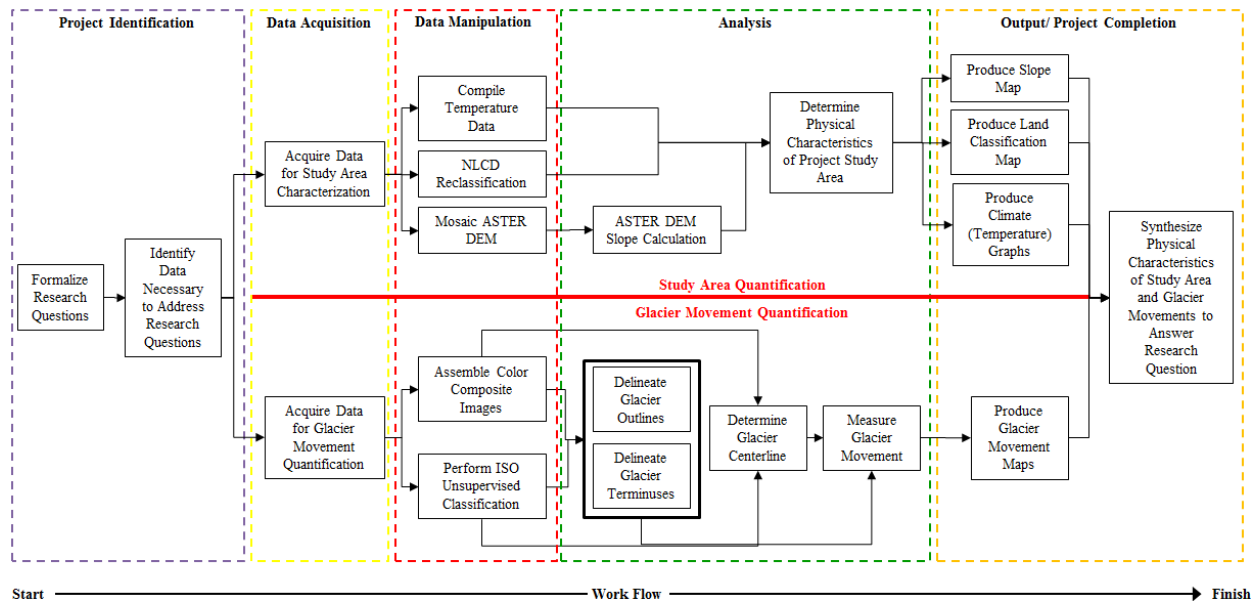 Project Identification
Data Acquisition
Data Manipulation
Analysis
Output/ Project Completion
Formalize
Research
Questions
Identify
Data
Necessary
to Address
Research
Questions
Acquire Data
for Study Area
Characterization
Compile
Temperature
Data
NLCD
Reclassification
Mosaic ASTER
DEM
ASTER DEM
Slope Calculation
Determine
Physical
Characteristics
of Project Study
Area
Produce Slope
Map
Produce Land
Classification
Map
Produce
Climate
(Temperature)
Graphs
Synthesize
Physical
Characteristics
of Study Area
and Glacier
Movements to
Answer
Research
Question
Study Area Quantification
Glacier Movement Quantification
Acquire Data
for Glacier
Movement
Quantification
Assemble Color
Composite
Images
Perform ISO
Unsupervised
Classification
Delineate
Glacier
Outlines
Delineate
Glacier
Terminuses
Determine
Glacier
Centerline
Measure
Glacier
Movement
Produce
Glacier
Movement
Maps
Start
Work Flow
Finish